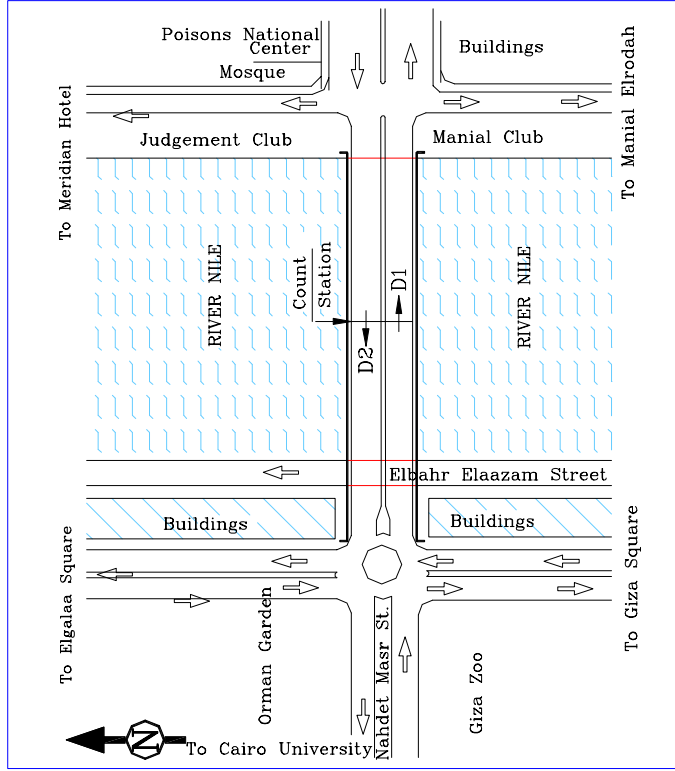 Poisons National
Center
Mosque
Buildings
To Meridian Hotel
To Manial Elrodah
Judgement Club
Manial Club
RIVER NILE
Count
Station
D1
D2
RIVER NILE
Elbahr Elaazam Street
Buildings
Buildings
To Elgalaa Square
To Giza Square
Orman Garden
Nahdet Masr St.
Giza Zoo
N
To Cairo University